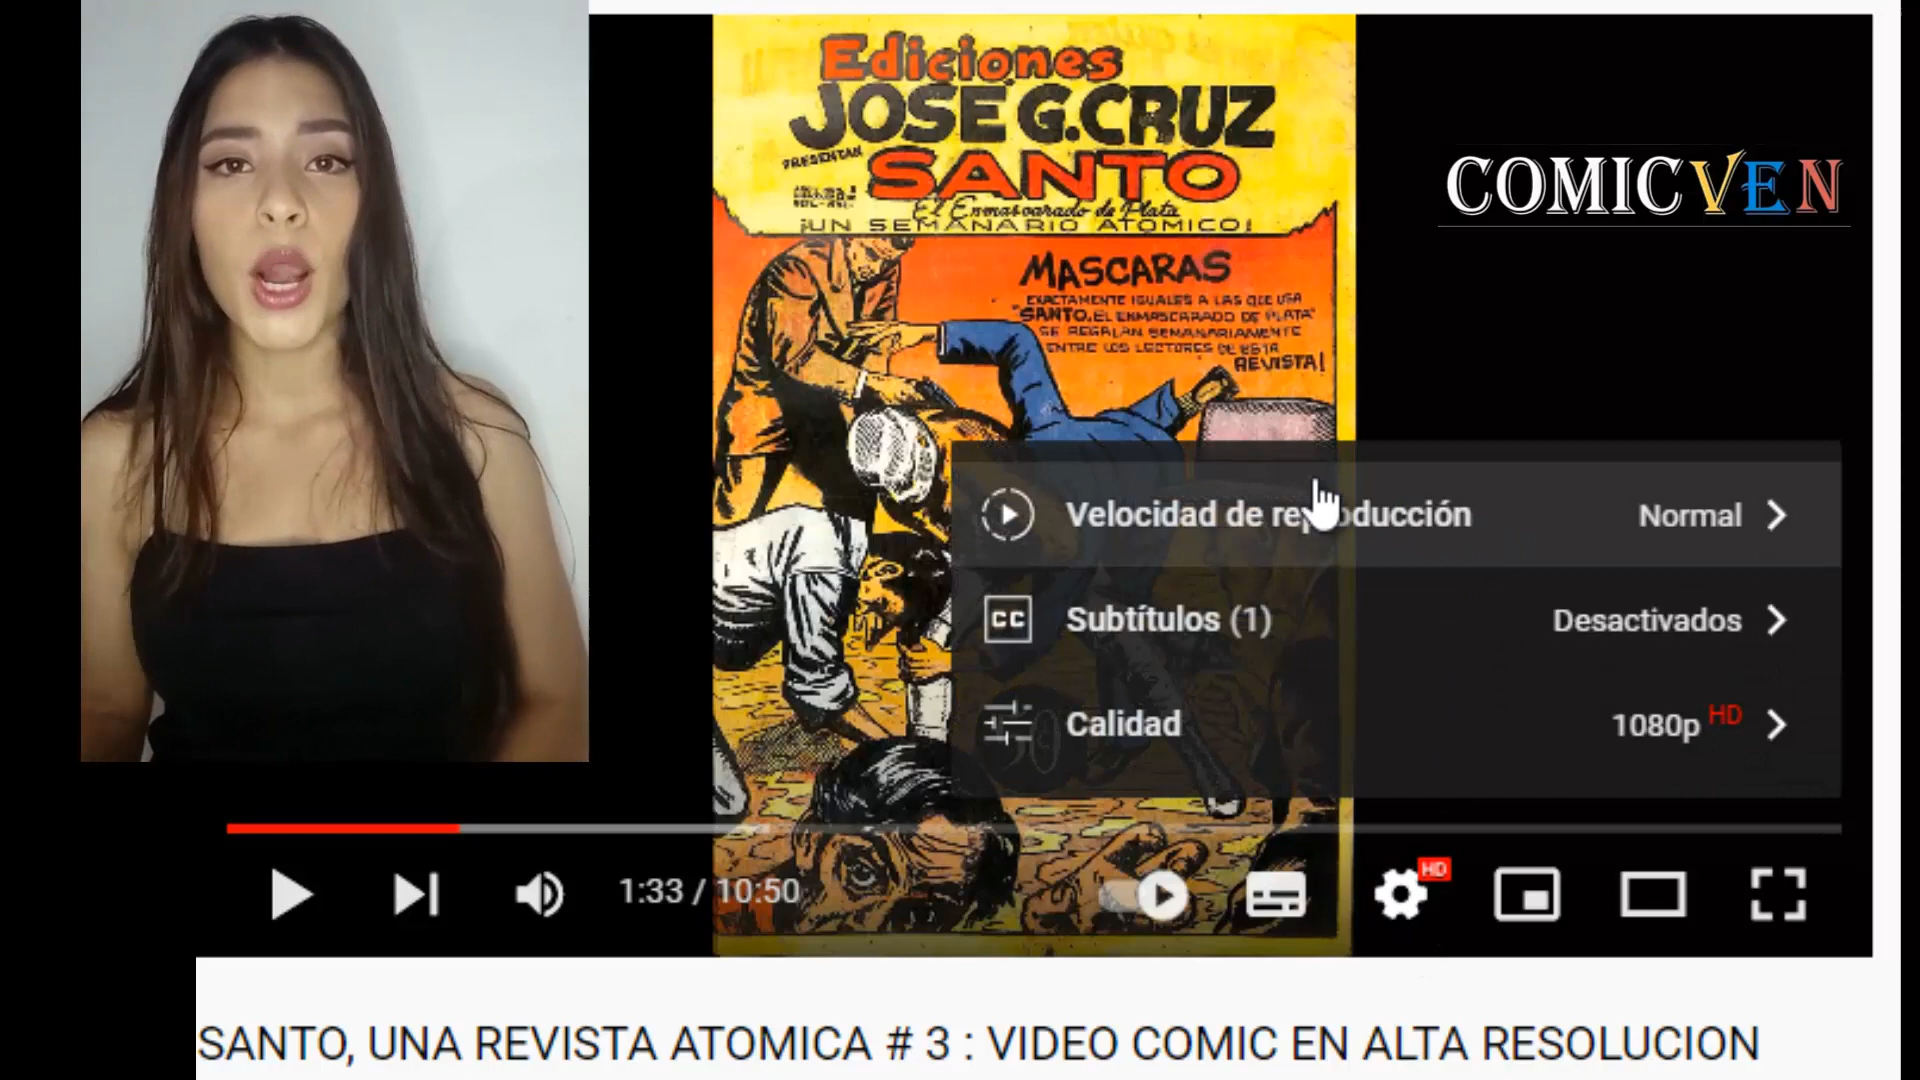 Ediciones
JOSE G. CRUZ
PRESENTAN
SANTO
El Enmascarado de Plata
¡UN SEMANARIO ATOMICO!
MASCARAS
EXACTAMENTE IGUALES A LAS QUE USA
"SANTO, EL ENMASCARADO DE PLATA"
SE REGALAN SEMANARIAMENTE
ENTRE LOS LECTORES DE ESTA
REVISTA!
COMICVEN
Velocidad de reproducción Normal
CC Subtítulos (1) Desactivados
Calidad 1080p HD
1:33 / 10:50
HD
SANTO, UNA REVISTA ATOMICA # 3 : VIDEO COMIC EN ALTA RESOLUCION